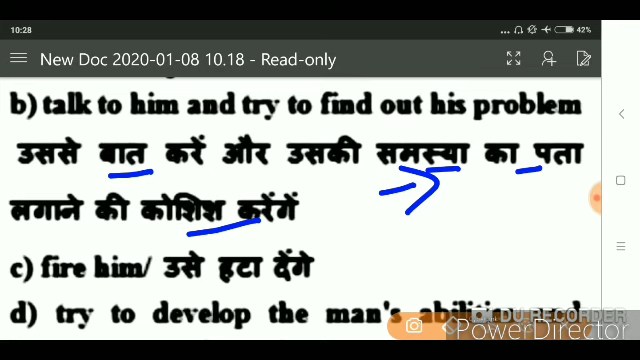 10:28
42%
New Doc 2020-01-08 10.18 - Read-only
b) talk to him and try to find out his problem
उससे बात करें और उसकी समस्या का पता
लगाने की कोशिश करेंगें
c) fire him/ उसे हटा देंगे
d) try to develop the man's abilities
DU RECORDER
PowerDirector